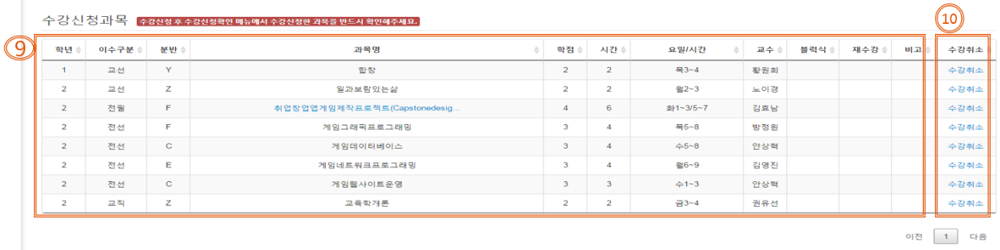 수강신청과목 수강신청 후 수강신청확인 메뉴에서 수강신청한 과목을 반드시 확인해주세요.
⑩
⑨
학년 이수구분 분반 과목명 학점 시간 요일/시간 교수 블럭식 재수강 비고 수강취소
1 교선 Y 합창 2 2 목3~4 황원희 수강취소
2 교선 Z 일과보람있는삶 2 2 월2~3 노이경 수강취소
2 전필 F 취업창업앱게임제작프로젝트(Capstonedesig... 4 6 화1~3/5~7 김효남 수강취소
2 전선 F 게임그래픽프로그래밍 3 4 목5~8 방정원 수강취소
2 전선 C 게임데이터베이스 3 4 수5~8 안상혁 수강취소
2 전선 E 게임네트워크프로그래밍 3 4 월6~9 김영진 수강취소
2 전선 C 게임웹사이트운영 3 3 수1~3 안상혁 수강취소
2 교직 Z 교육학개론 2 2 금3~4 권유선 수강취소
이전 1 다음